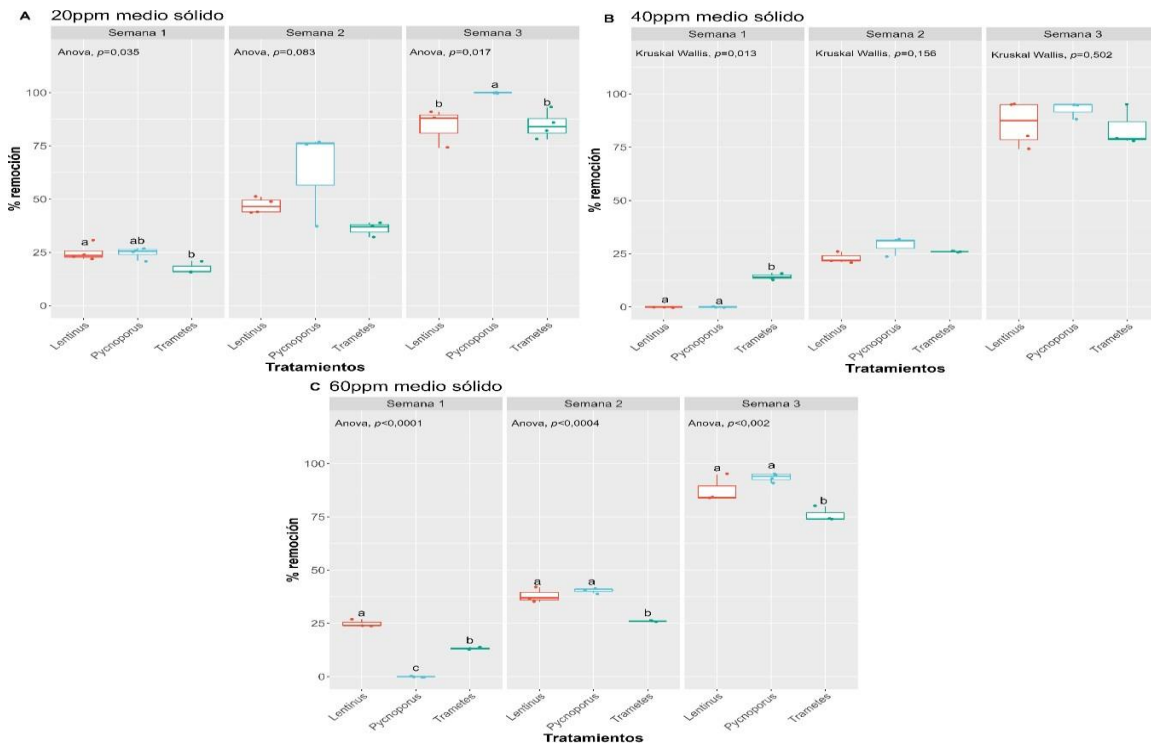 A 20ppm medio sólido
Semana 1 Semana 2 Semana 3
Anova, p=0,035 Anova, p=0,083 Anova, p=0,017
% remoción
100
75
50
25
0
a ab b
b a b
Lentinus Pycnoporus Trametes Lentinus Pycnoporus Trametes Lentinus Pycnoporus Trametes
Tratamientos
B 40ppm medio sólido
Semana 1 Semana 2 Semana 3
Kruskal Wallis, p=0,013 Kruskal Wallis, p=0,156 Kruskal Wallis, p=0,502
% remoción
100
75
50
25
0
a a b
Lentinus Pycnoporus Trametes Lentinus Pycnoporus Trametes Lentinus Pycnoporus Trametes
Tratamientos
C 60ppm medio sólido
Semana 1 Semana 2 Semana 3
Anova, p<0,0001 Anova, p<0,0004 Anova, p<0,002
% remoción
100
75
50
25
0
a c b
a a b
a a b
Lentinus Pycnoporus Trametes Lentinus Pycnoporus Trametes Lentinus Pycnoporus Trametes
Tratamientos